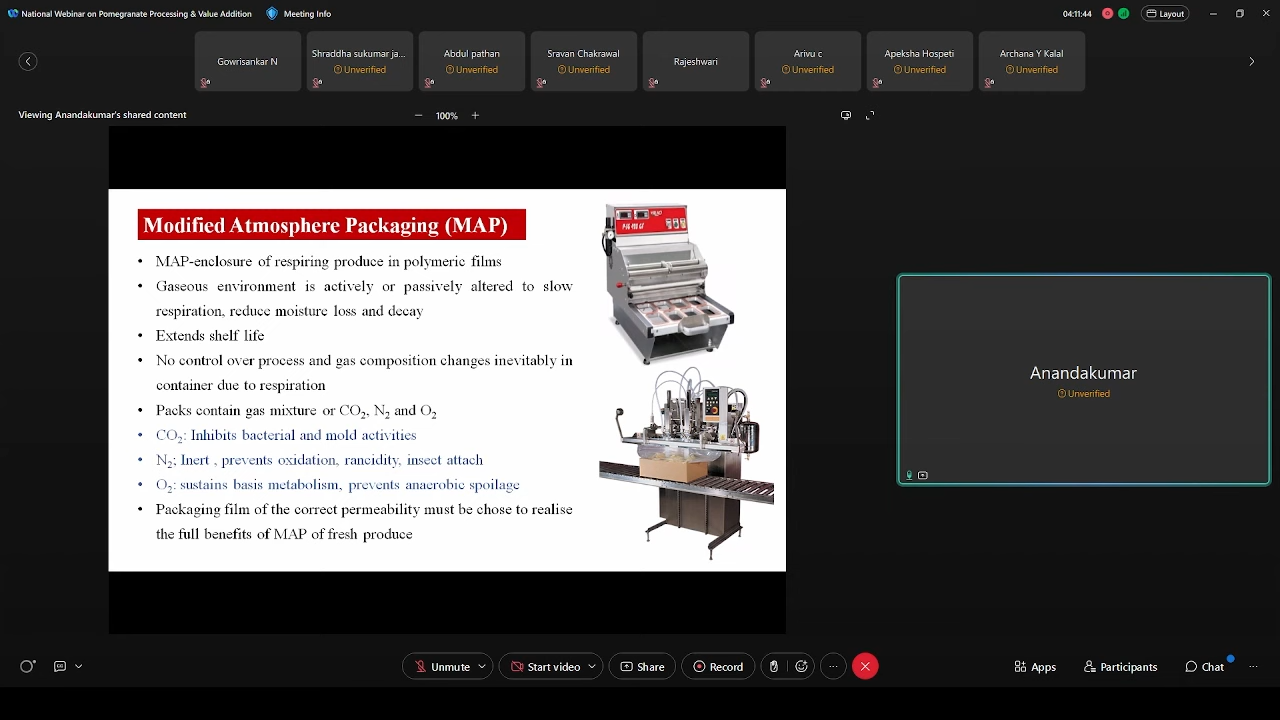 National Webinar on Pomegranate Processing & Value Addition
Meeting Info
04:11:44
Layout
Gowrisankar N
Shraddha sukumar ja...
Unverified
Abdul pathan
Unverified
Sravan Chakrawal
Unverified
Rajeshwari
Arivu c
Unverified
Apeksha Hospeti
Unverified
Archana Y Kalal
Unverified
Viewing Anandakumar's shared content
100%
Modified Atmosphere Packaging (MAP)
• MAP-enclosure of respiring produce in polymeric films
• Gaseous environment is actively or passively altered to slow
respiration, reduce moisture loss and decay
• Extends shelf life
• No control over process and gas composition changes inevitably in
container due to respiration
• Packs contain gas mixture or CO₂, N₂ and O₂
• CO₂: Inhibits bacterial and mold activities
• N₂; Inert , prevents oxidation, rancidity, insect attach
• O₂: sustains basis metabolism, prevents anaerobic spoilage
• Packaging film of the correct permeability must be chose to realise
the full benefits of MAP of fresh produce
Anandakumar
Unverified
Unmute
Start video
Share
Record
Apps
Participants
Chat